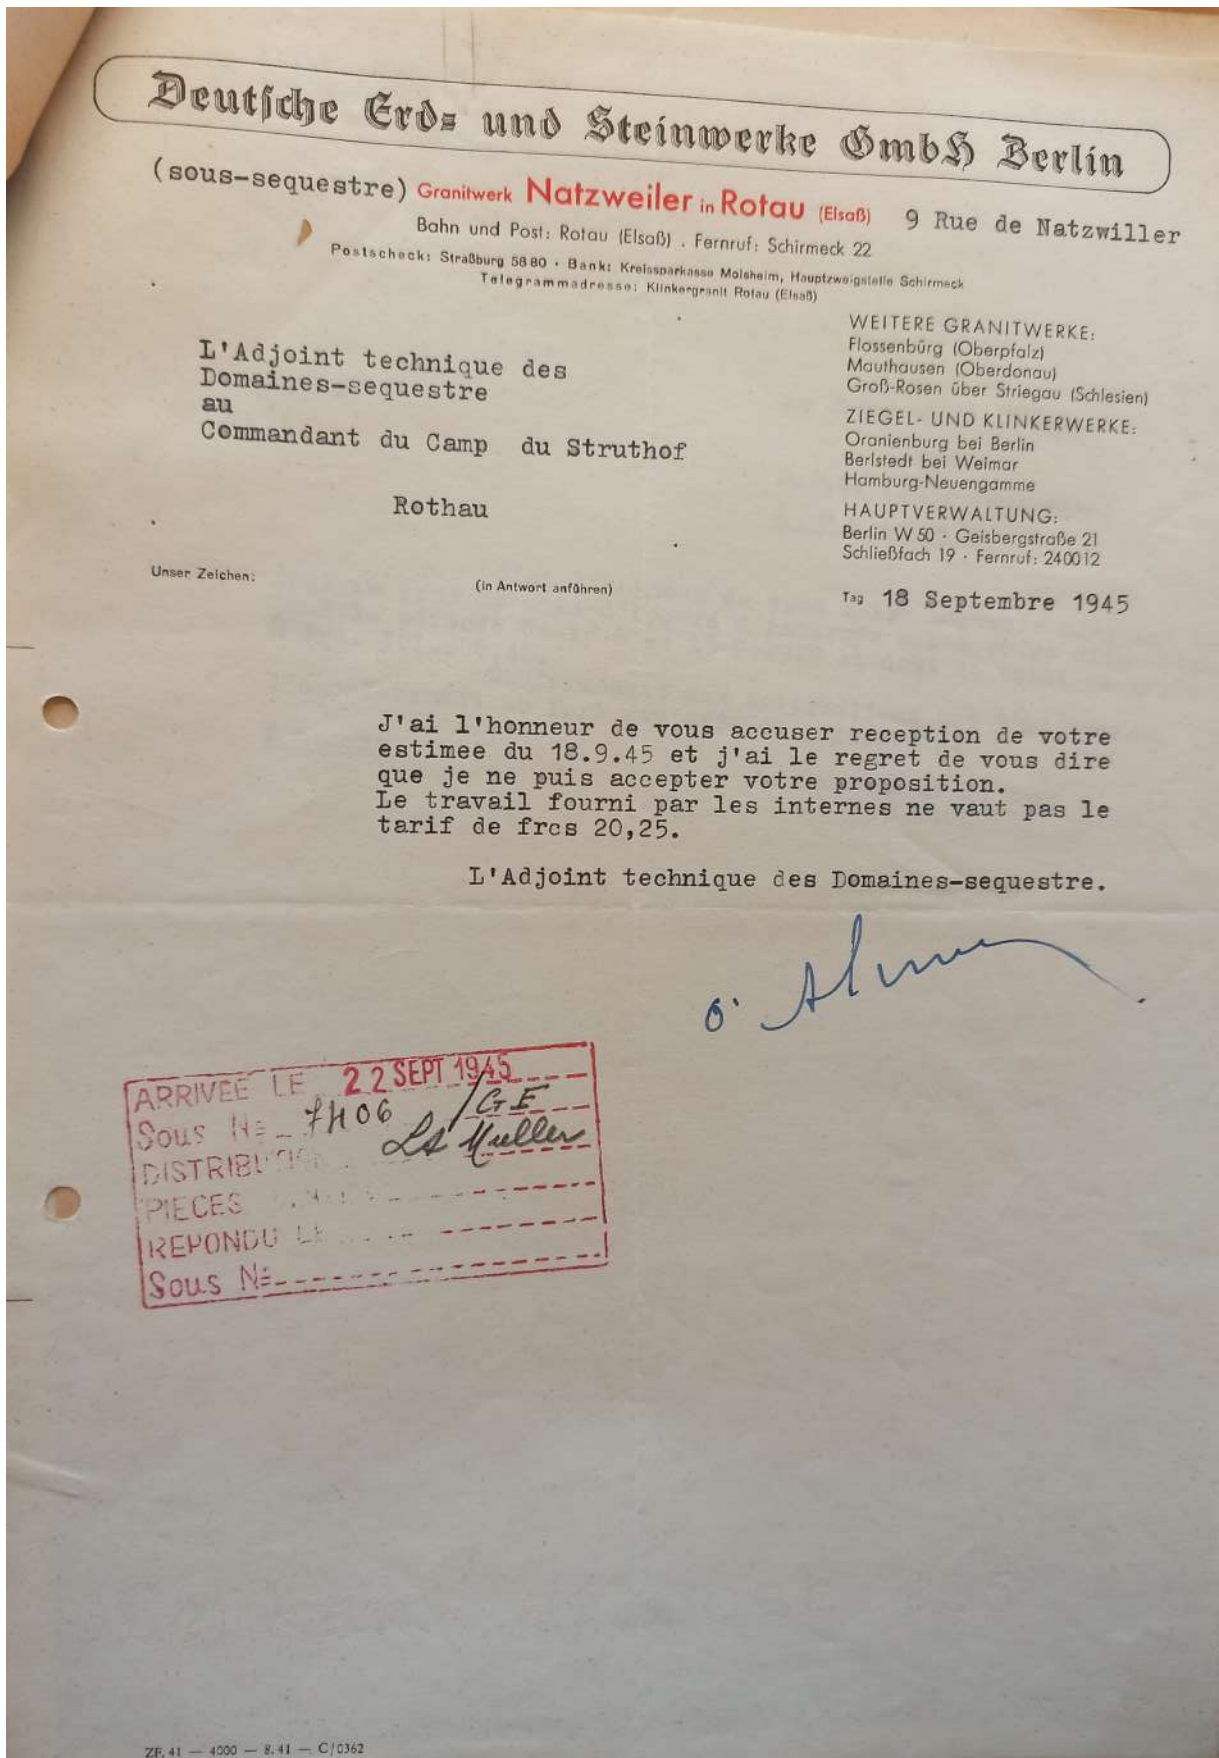 Deutsche Erd- und Steinwerke GmbH Berlin
(sous-sequestre) Granitwerk Natzweiler in Rotau (Elsaß) 9 Rue de Natzwiller
Bahn und Post: Rotau (Elsaß) . Fernruf: Schirmeck 22
Postscheck: Straßburg 5880 · Bank: Kreissparkasse Molsheim, Hauptzweigstelle Schirmeck
Telegrammadresse: Klinkergranit Rotau (Elsaß)
L'Adjoint technique des
Domaines-sequestre
au
Commandant du Camp du Struthof
Rothau
WEITERE GRANITWERKE:
Flossenbürg (Oberpfalz)
Mauthausen (Oberdonau)
Groß-Rosen über Striegau (Schlesien)
ZIEGEL- UND KLINKERWERKE:
Oranienburg bei Berlin
Berlstedt bei Weimar
Hamburg-Neuengamme
HAUPTVERWALTUNG:
Berlin W 50 · Geisbergstraße 21
Schließfach 19 · Fernruf: 240012
Unser Zeichen: (in Antwort anführen)
Tag 18 Septembre 1945
J'ai l'honneur de vous accuser reception de votre
estimee du 18.9.45 et j'ai le regret de vous dire
que je ne puis accepter votre proposition.
Le travail fourni par les internes ne vaut pas le
tarif de frcs 20,25.
L'Adjoint technique des Domaines-sequestre.
ARRIVEE LE 22 SEPT 1945
Sous № 7406 /GE
DISTRIBUTION Lt Muller
PIECES
REPONDU LE
Sous №
ZF. 41 — 4000 — 8. 41 — C/0362